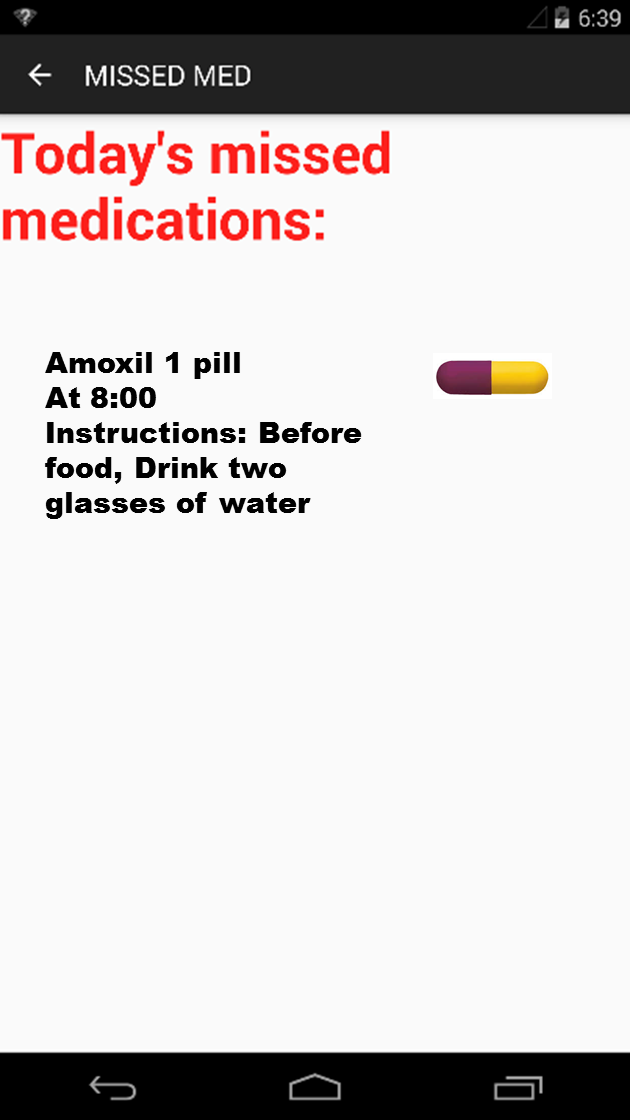 6:39
MISSED MED
Today's missed
medications:
Amoxil 1 pill
At 8:00
Instructions: Before
food, Drink two
glasses of water